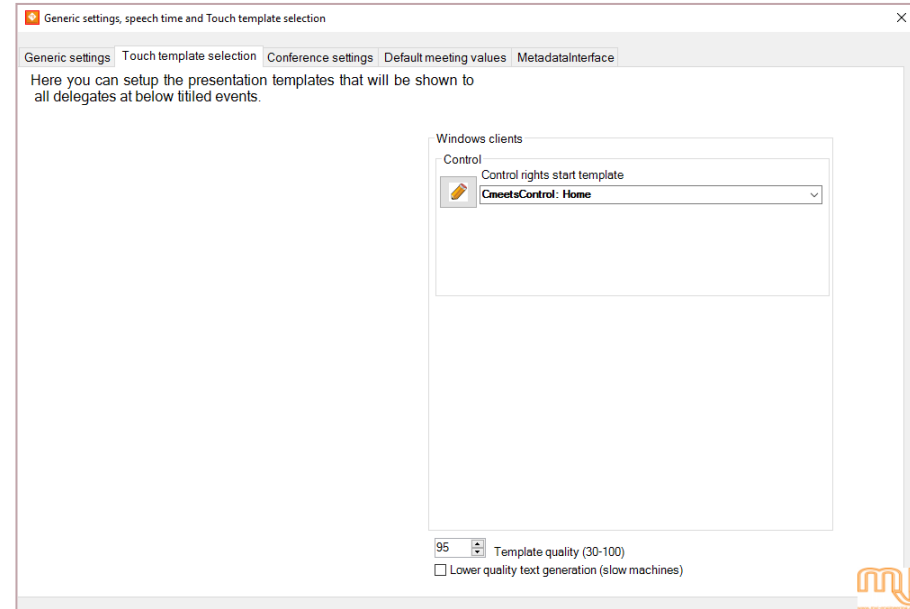 Generic settings, speech time and Touch template selection
Generic settings Touch template selection Conference settings Default meeting values MetadataInterface
Here you can setup the presentation templates that will be shown to
all delegates at below titiled events.
Windows clients
Control
Control rights start template
CmeetsControl: Home
95 Template quality (30-100)
Lower quality text generation (slow machines)